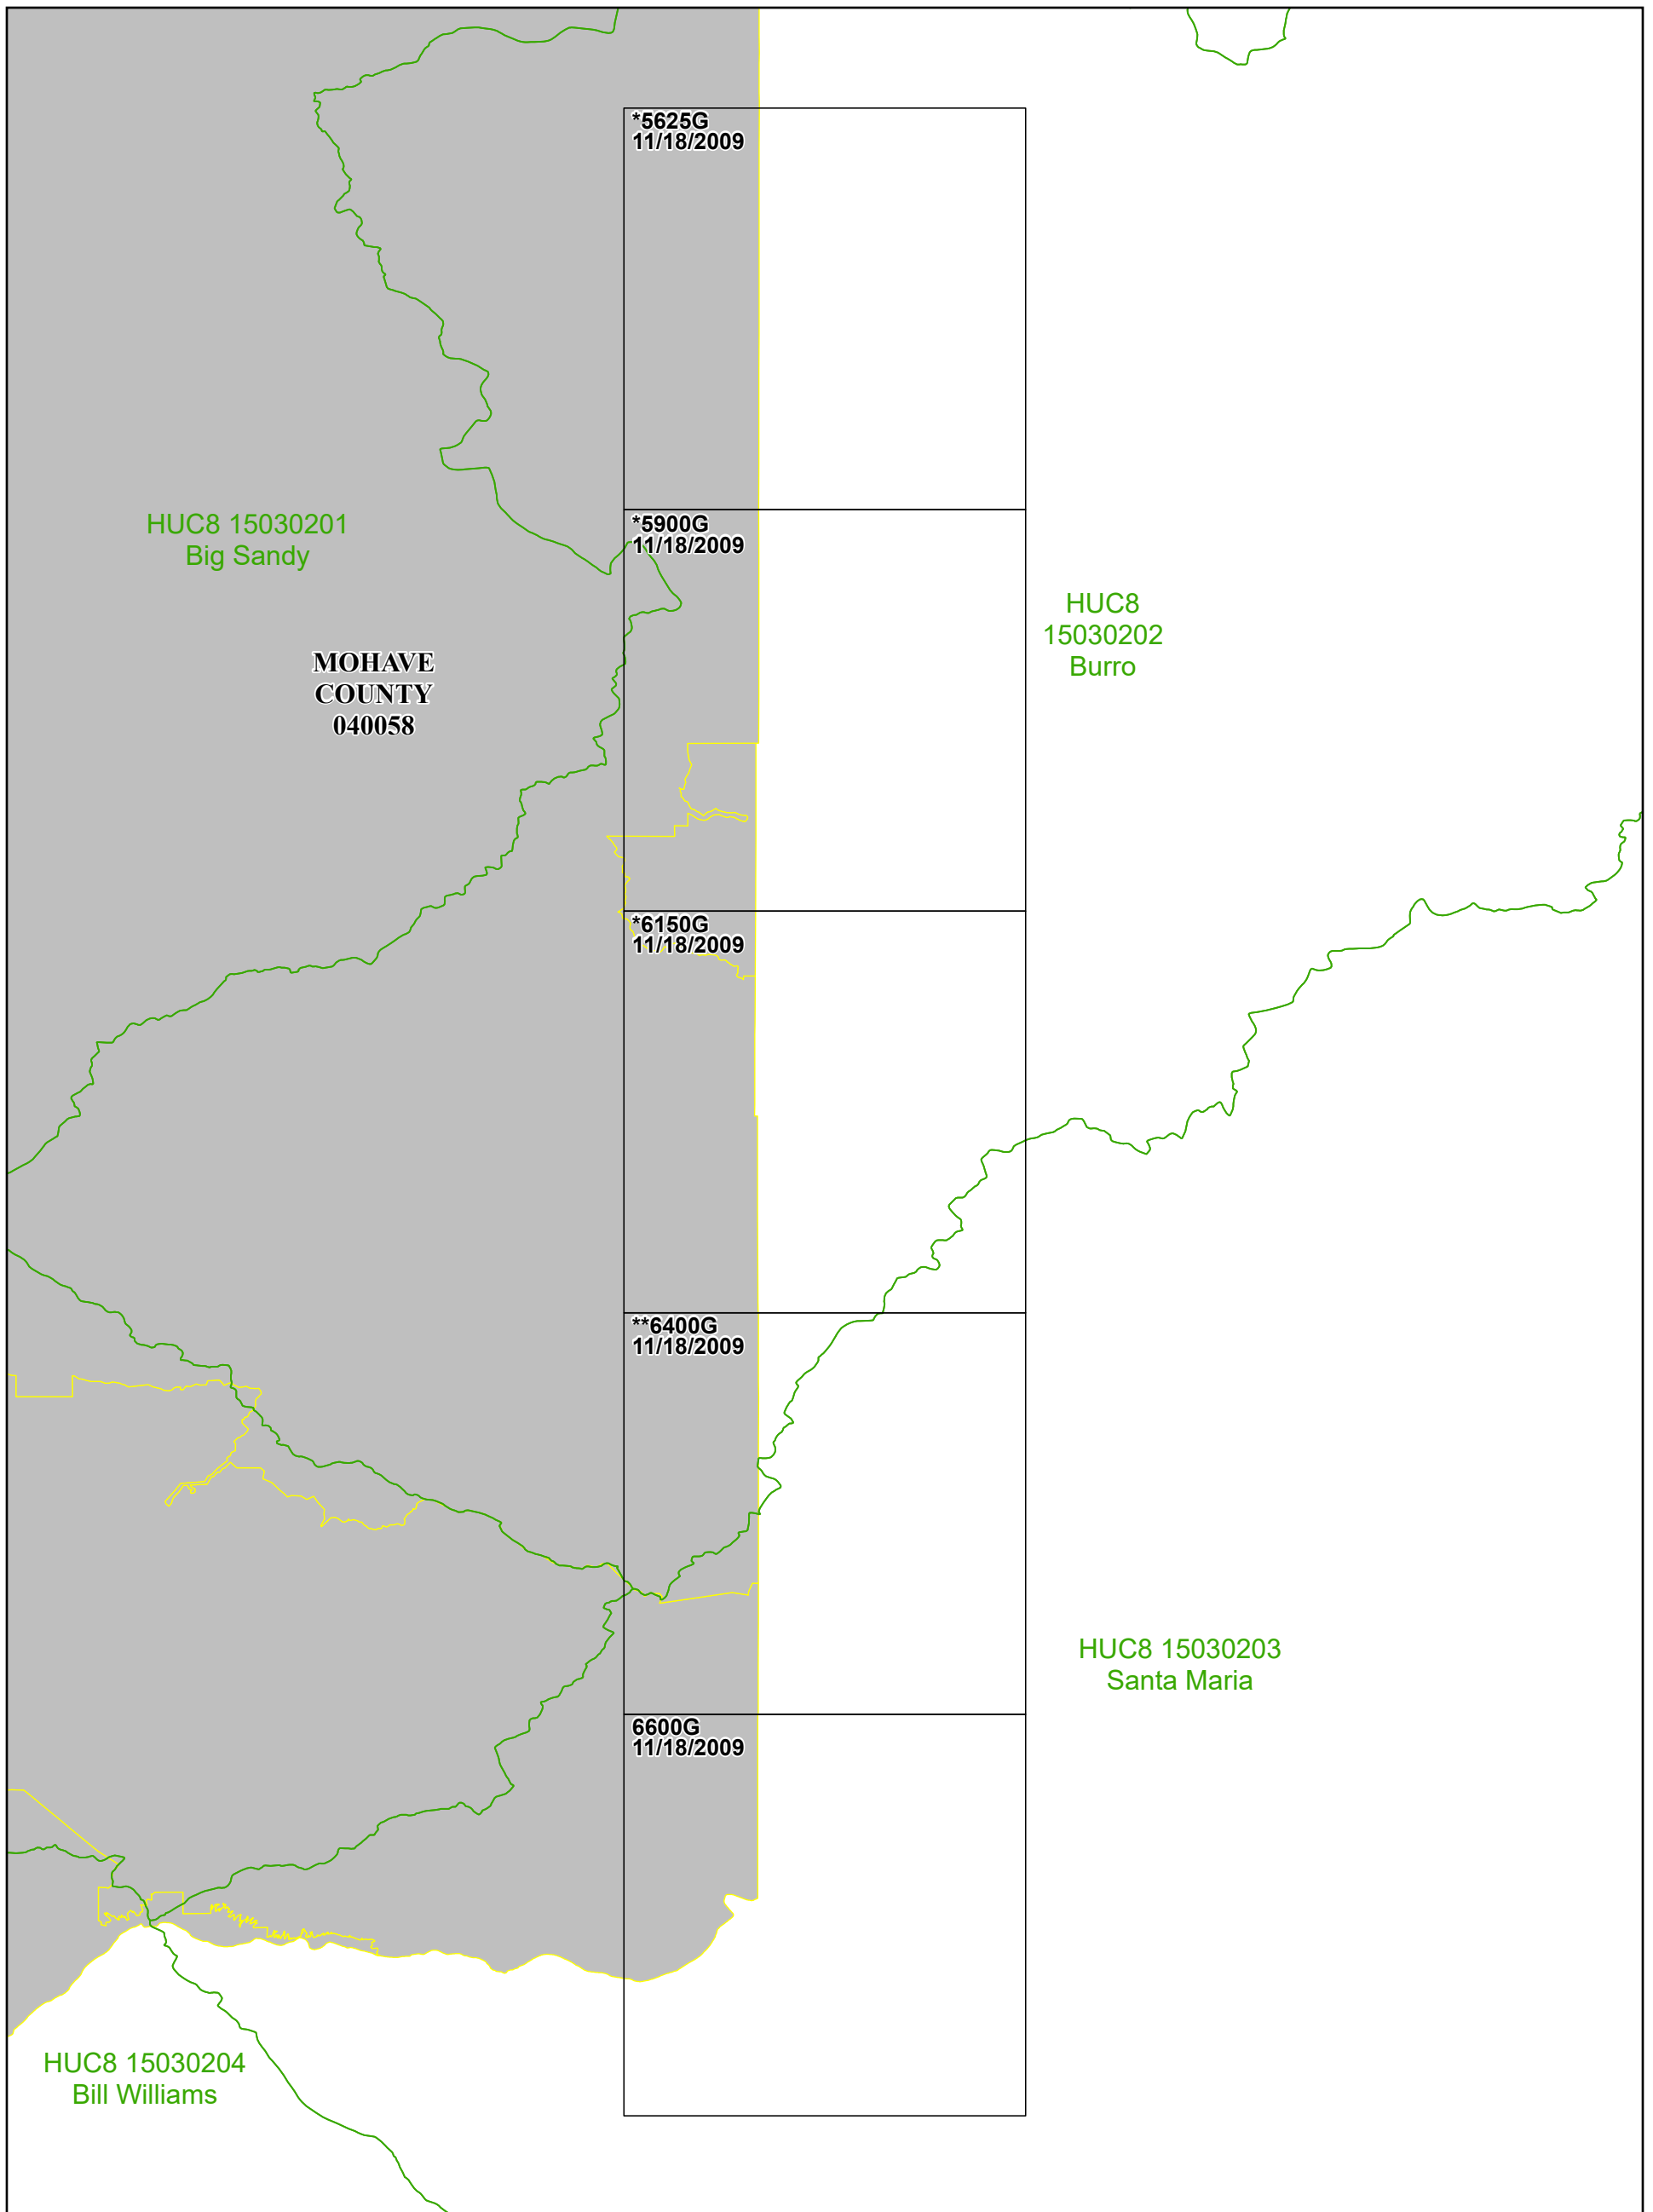 *5625G
11/18/2009
HUC8 15030201
Big Sandy
*5900G
11/18/2009
HUC8
15030202
Burro
MOHAVE
COUNTY
040058
*6150G
11/18/2009
**6400G
11/18/2009
HUC8 15030203
Santa Maria
6600G
11/18/2009
HUC8 15030204
Bill Williams